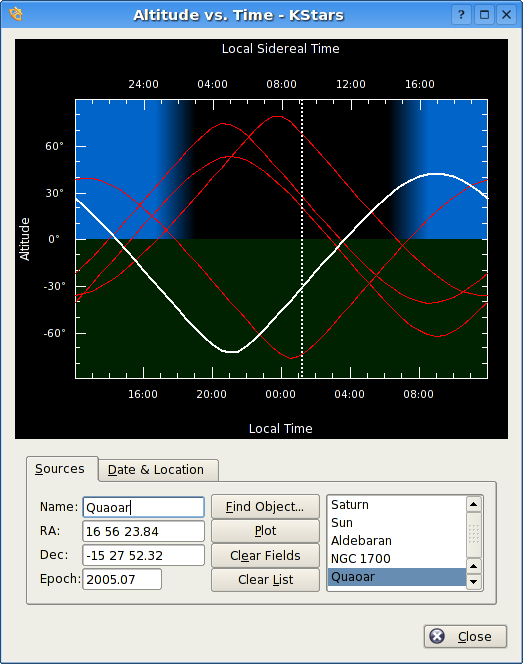 Altitude vs. Time - KStars
Local Sidereal Time
24:00 04:00 08:00 12:00 16:00
60°
30°
0°
-30°
-60°
Altitude
16:00 20:00 00:00 04:00 08:00
Local Time
Sources Date & Location
Name: Quaoar
RA: 16 56 23.84
Dec: -15 27 52.32
Epoch: 2005.07
Find Object...
Plot
Clear Fields
Clear List
Saturn
Sun
Aldebaran
NGC 1700
Quaoar
Close